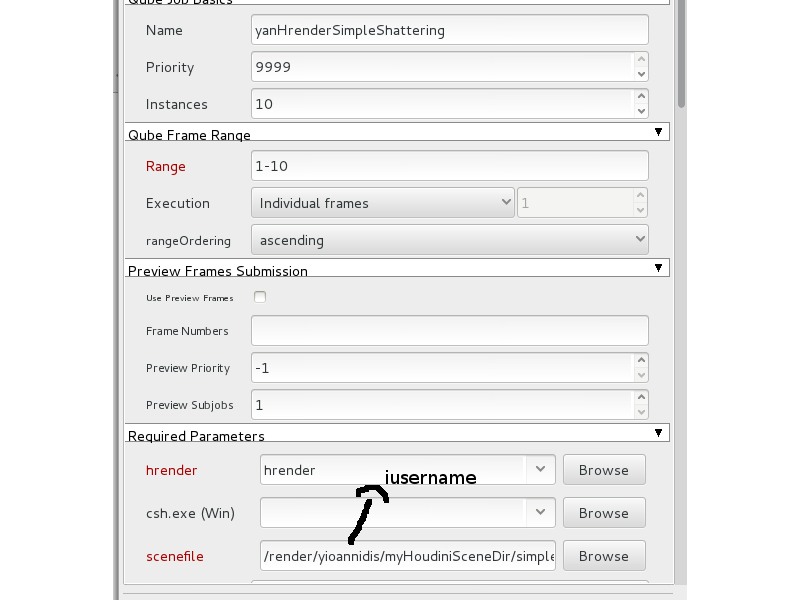 Qube Job Basics
Name yanHrenderSimpleShattering
Priority 9999
Instances 10
Qube Frame Range
Range 1-10
Execution Individual frames 1
rangeOrdering ascending
Preview Frames Submission
Use Preview Frames
Frame Numbers
Preview Priority -1
Preview Subjobs 1
Required Parameters
hrender hrender Browse
iusername
csh.exe (Win) Browse
scenefile /render/yioannidis/myHoudiniSceneDir/simple Browse